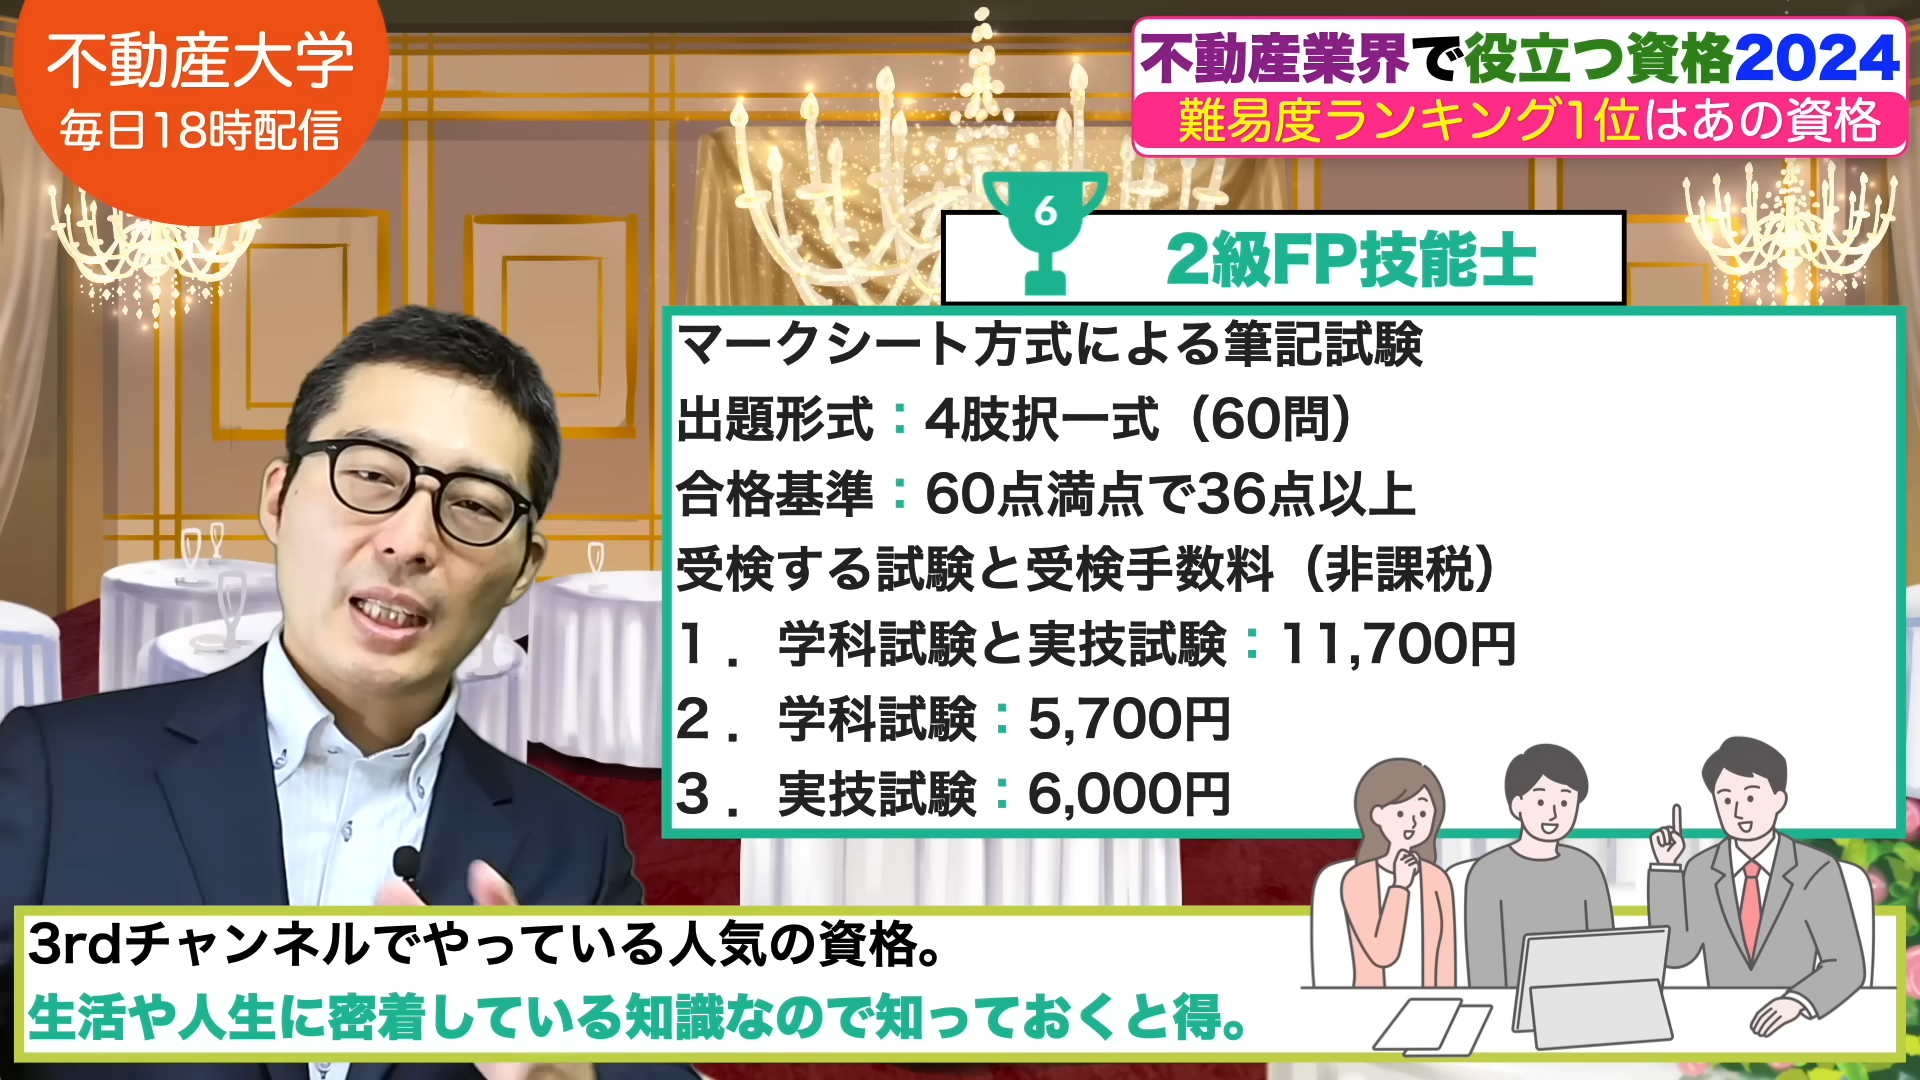 不動産大学
毎日18時配信
不動産業界で役立つ資格2024
難易度ランキング1位はあの資格
6
2級FP技能士
マークシート方式による筆記試験
出題形式：4肢択一式（60問）
合格基準：60点満点で36点以上
受検する試験と受検手数料（非課税）
１．学科試験と実技試験：11,700円
２．学科試験：5,700円
３．実技試験：6,000円
3rdチャンネルでやっている人気の資格。
生活や人生に密着している知識なので知っておくと得。